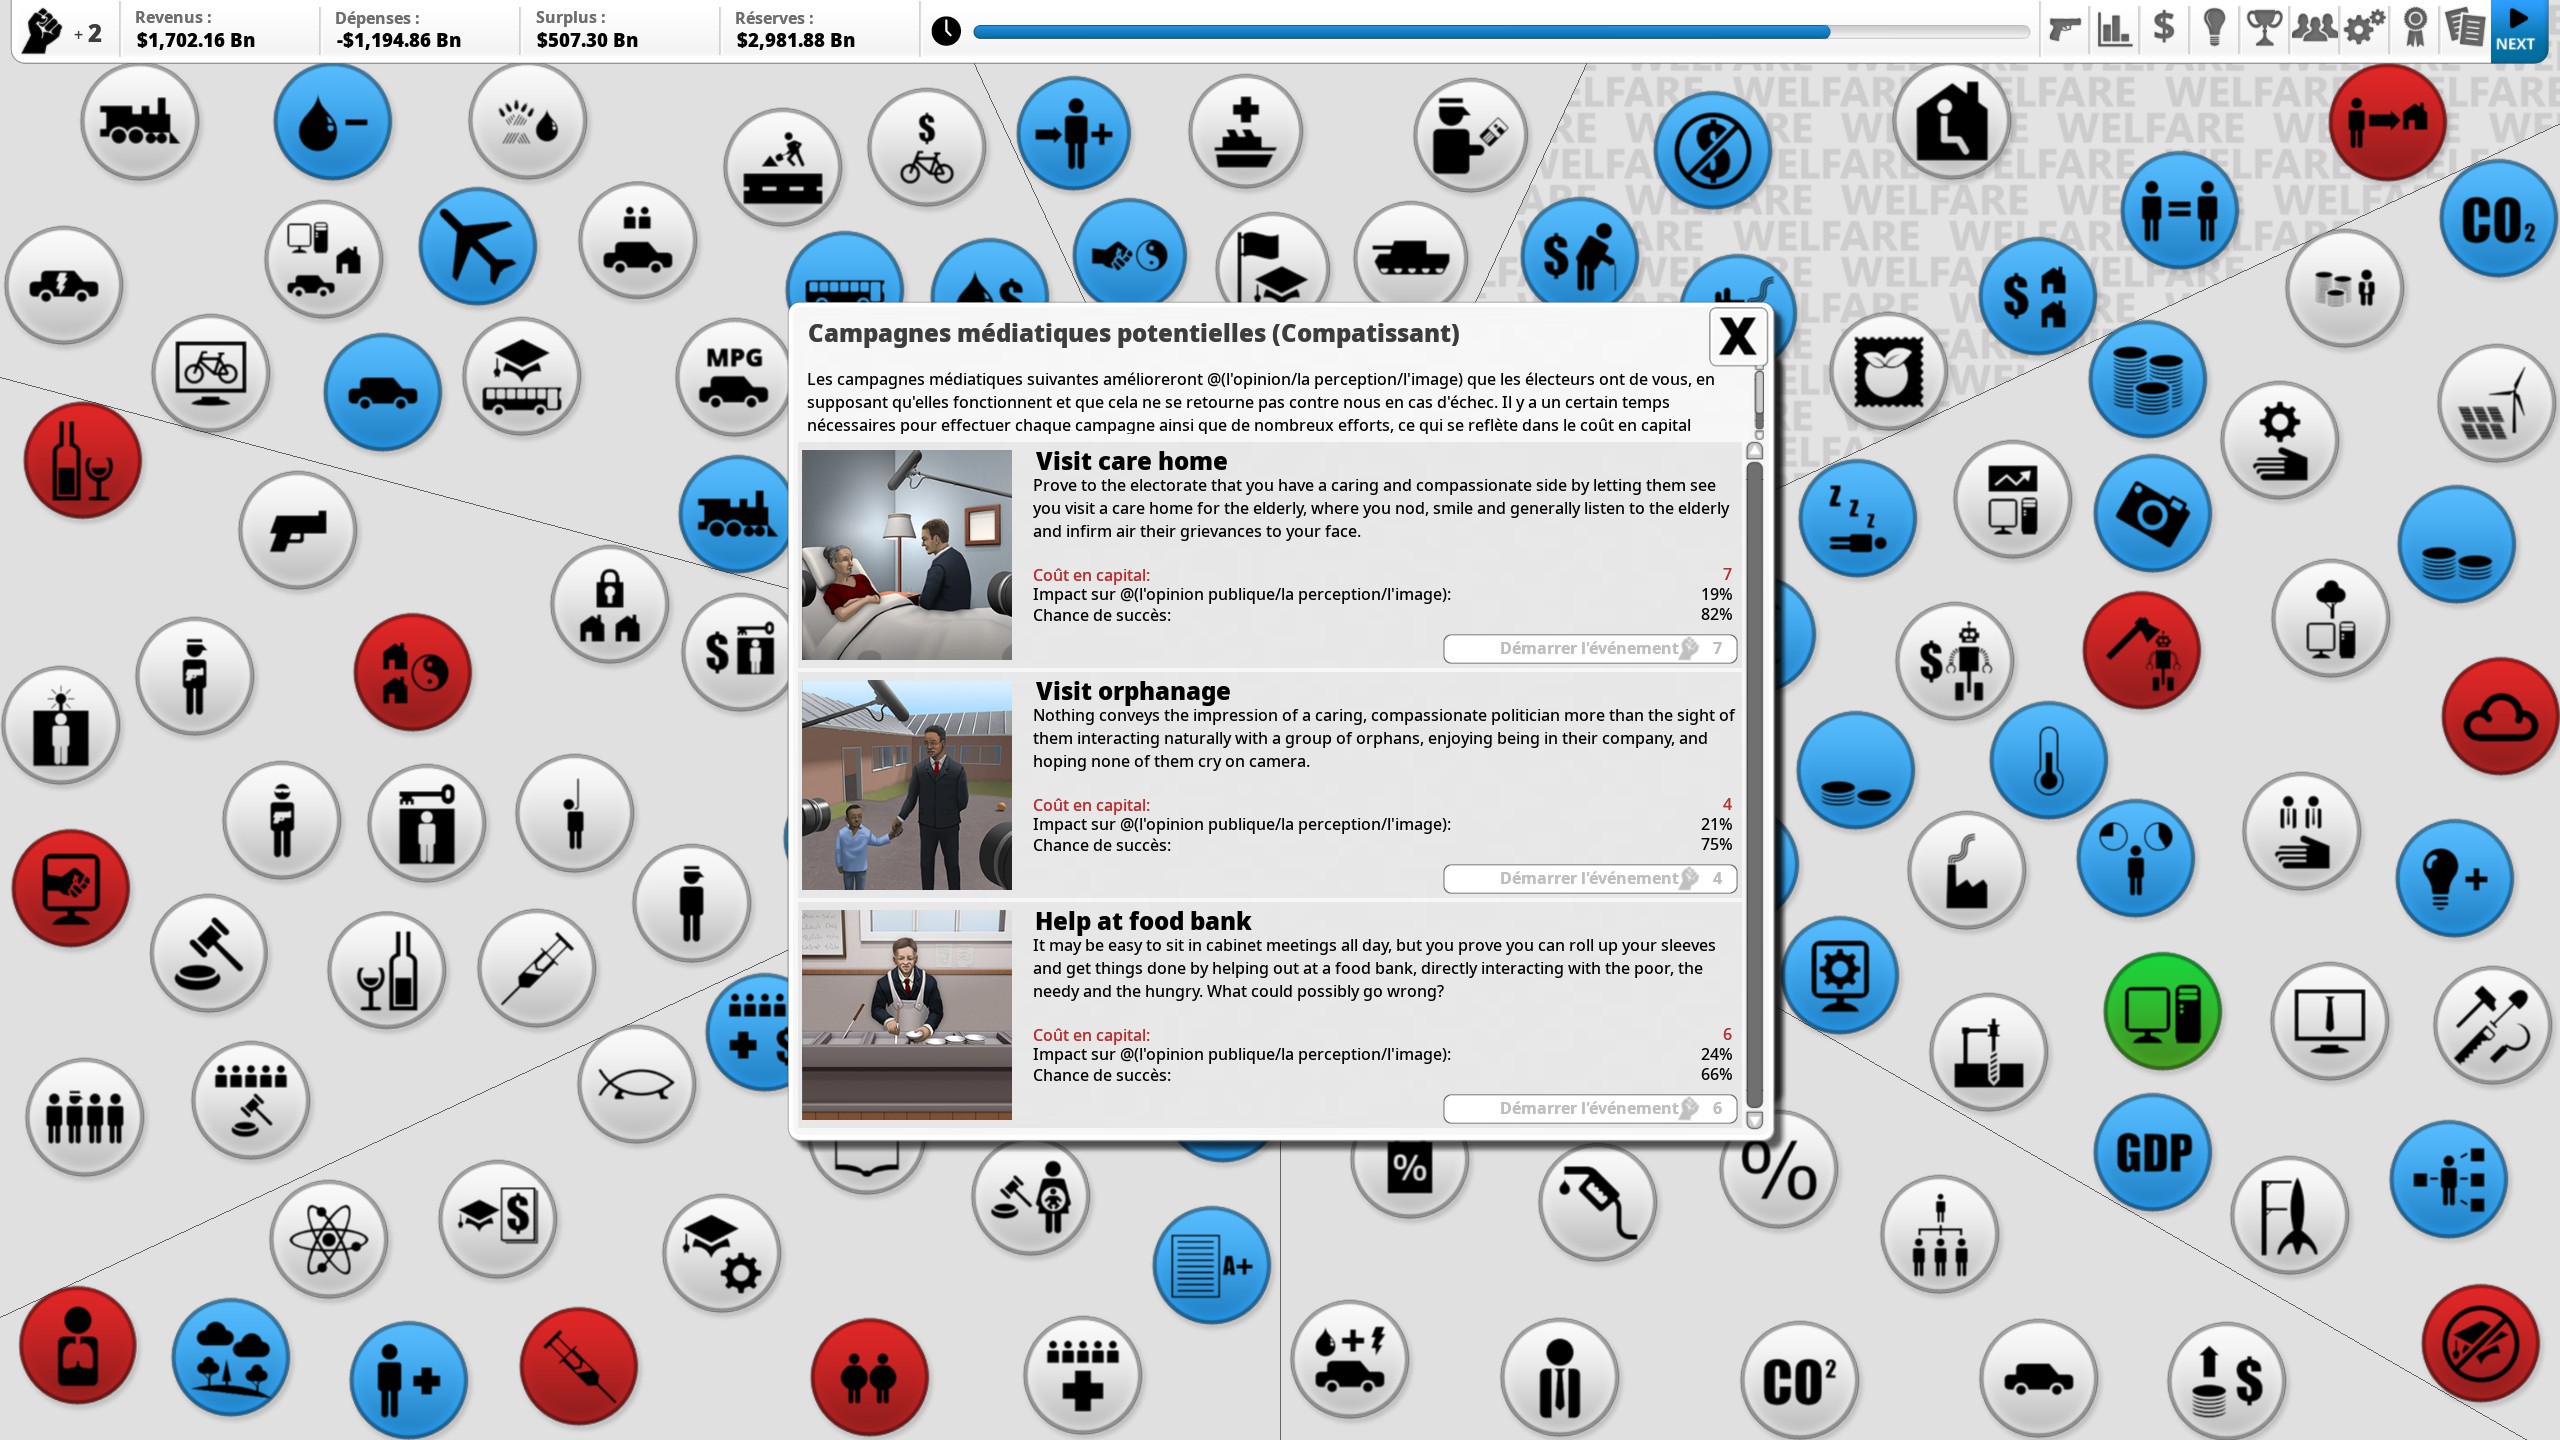 + 2
Revenus :
$1,702.16 Bn
Dépenses :
-$1,194.86 Bn
Surplus :
$507.30 Bn
Réserves :
$2,981.88 Bn
$
NEXT
WELFARE WELFARE WELFARE WELFARE
$
CO₂
$
$
$
MPG
$
Z Z Z
$
Campagnes médiatiques potentielles (Compatissant)
X
Les campagnes médiatiques suivantes amélioreront @(l'opinion/la perception/l'image) que les électeurs ont de vous, en
supposant qu'elles fonctionnent et que cela ne se retourne pas contre nous en cas d'échec. Il y a un certain temps
nécessaires pour effectuer chaque campagne ainsi que de nombreux efforts, ce qui se reflète dans le coût en capital
Visit care home
Prove to the electorate that you have a caring and compassionate side by letting them see
you visit a care home for the elderly, where you nod, smile and generally listen to the elderly
and infirm air their grievances to your face.
Coût en capital: 7
Impact sur @(l'opinion publique/la perception/l'image): 19%
Chance de succès: 82%
Démarrer l'événement 7
Visit orphanage
Nothing conveys the impression of a caring, compassionate politician more than the sight of
them interacting naturally with a group of orphans, enjoying being in their company, and
hoping none of them cry on camera.
Coût en capital: 4
Impact sur @(l'opinion publique/la perception/l'image): 21%
Chance de succès: 75%
Démarrer l'événement 4
Help at food bank
It may be easy to sit in cabinet meetings all day, but you prove you can roll up your sleeves
and get things done by helping out at a food bank, directly interacting with the poor, the
needy and the hungry. What could possibly go wrong?
Coût en capital: 6
Impact sur @(l'opinion publique/la perception/l'image): 24%
Chance de succès: 66%
Démarrer l'événement 6
$
%
%
GDP
A+
CO²
$